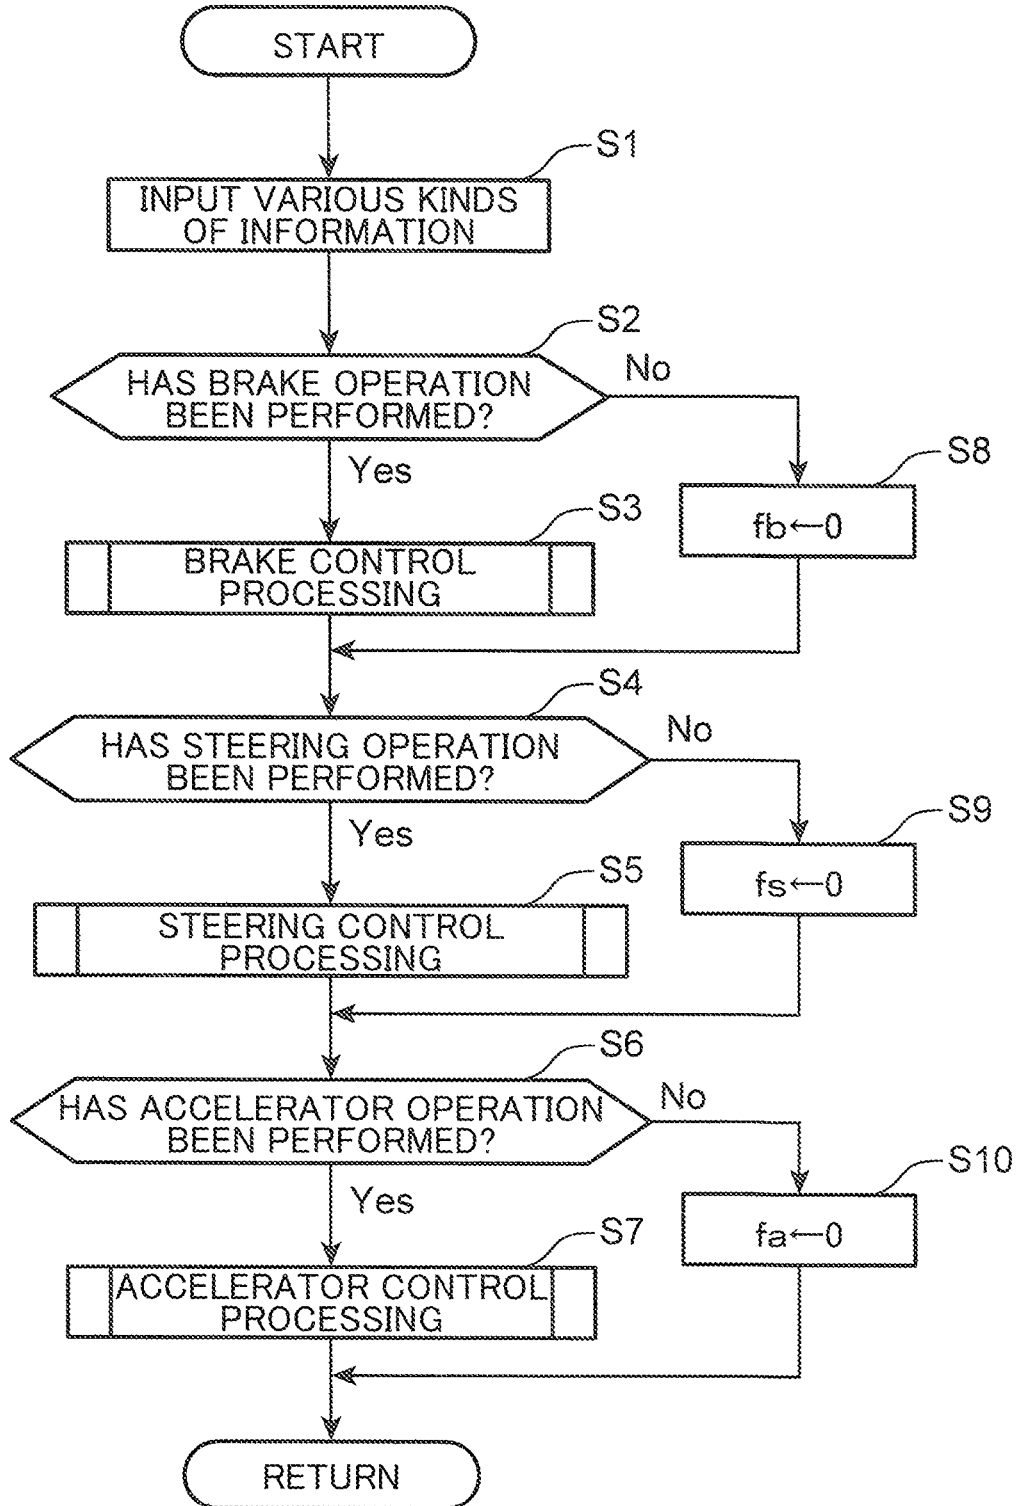 START
S1
INPUT VARIOUS KINDS
OF INFORMATION
S2
HAS BRAKE OPERATION
BEEN PERFORMED?
No
Yes
S8
fb←0
S3
BRAKE CONTROL
PROCESSING
S4
HAS STEERING OPERATION
BEEN PERFORMED?
No
Yes
S9
fs←0
S5
STEERING CONTROL
PROCESSING
S6
HAS ACCELERATOR OPERATION
BEEN PERFORMED?
No
Yes
S10
fa←0
S7
ACCELERATOR CONTROL
PROCESSING
RETURN